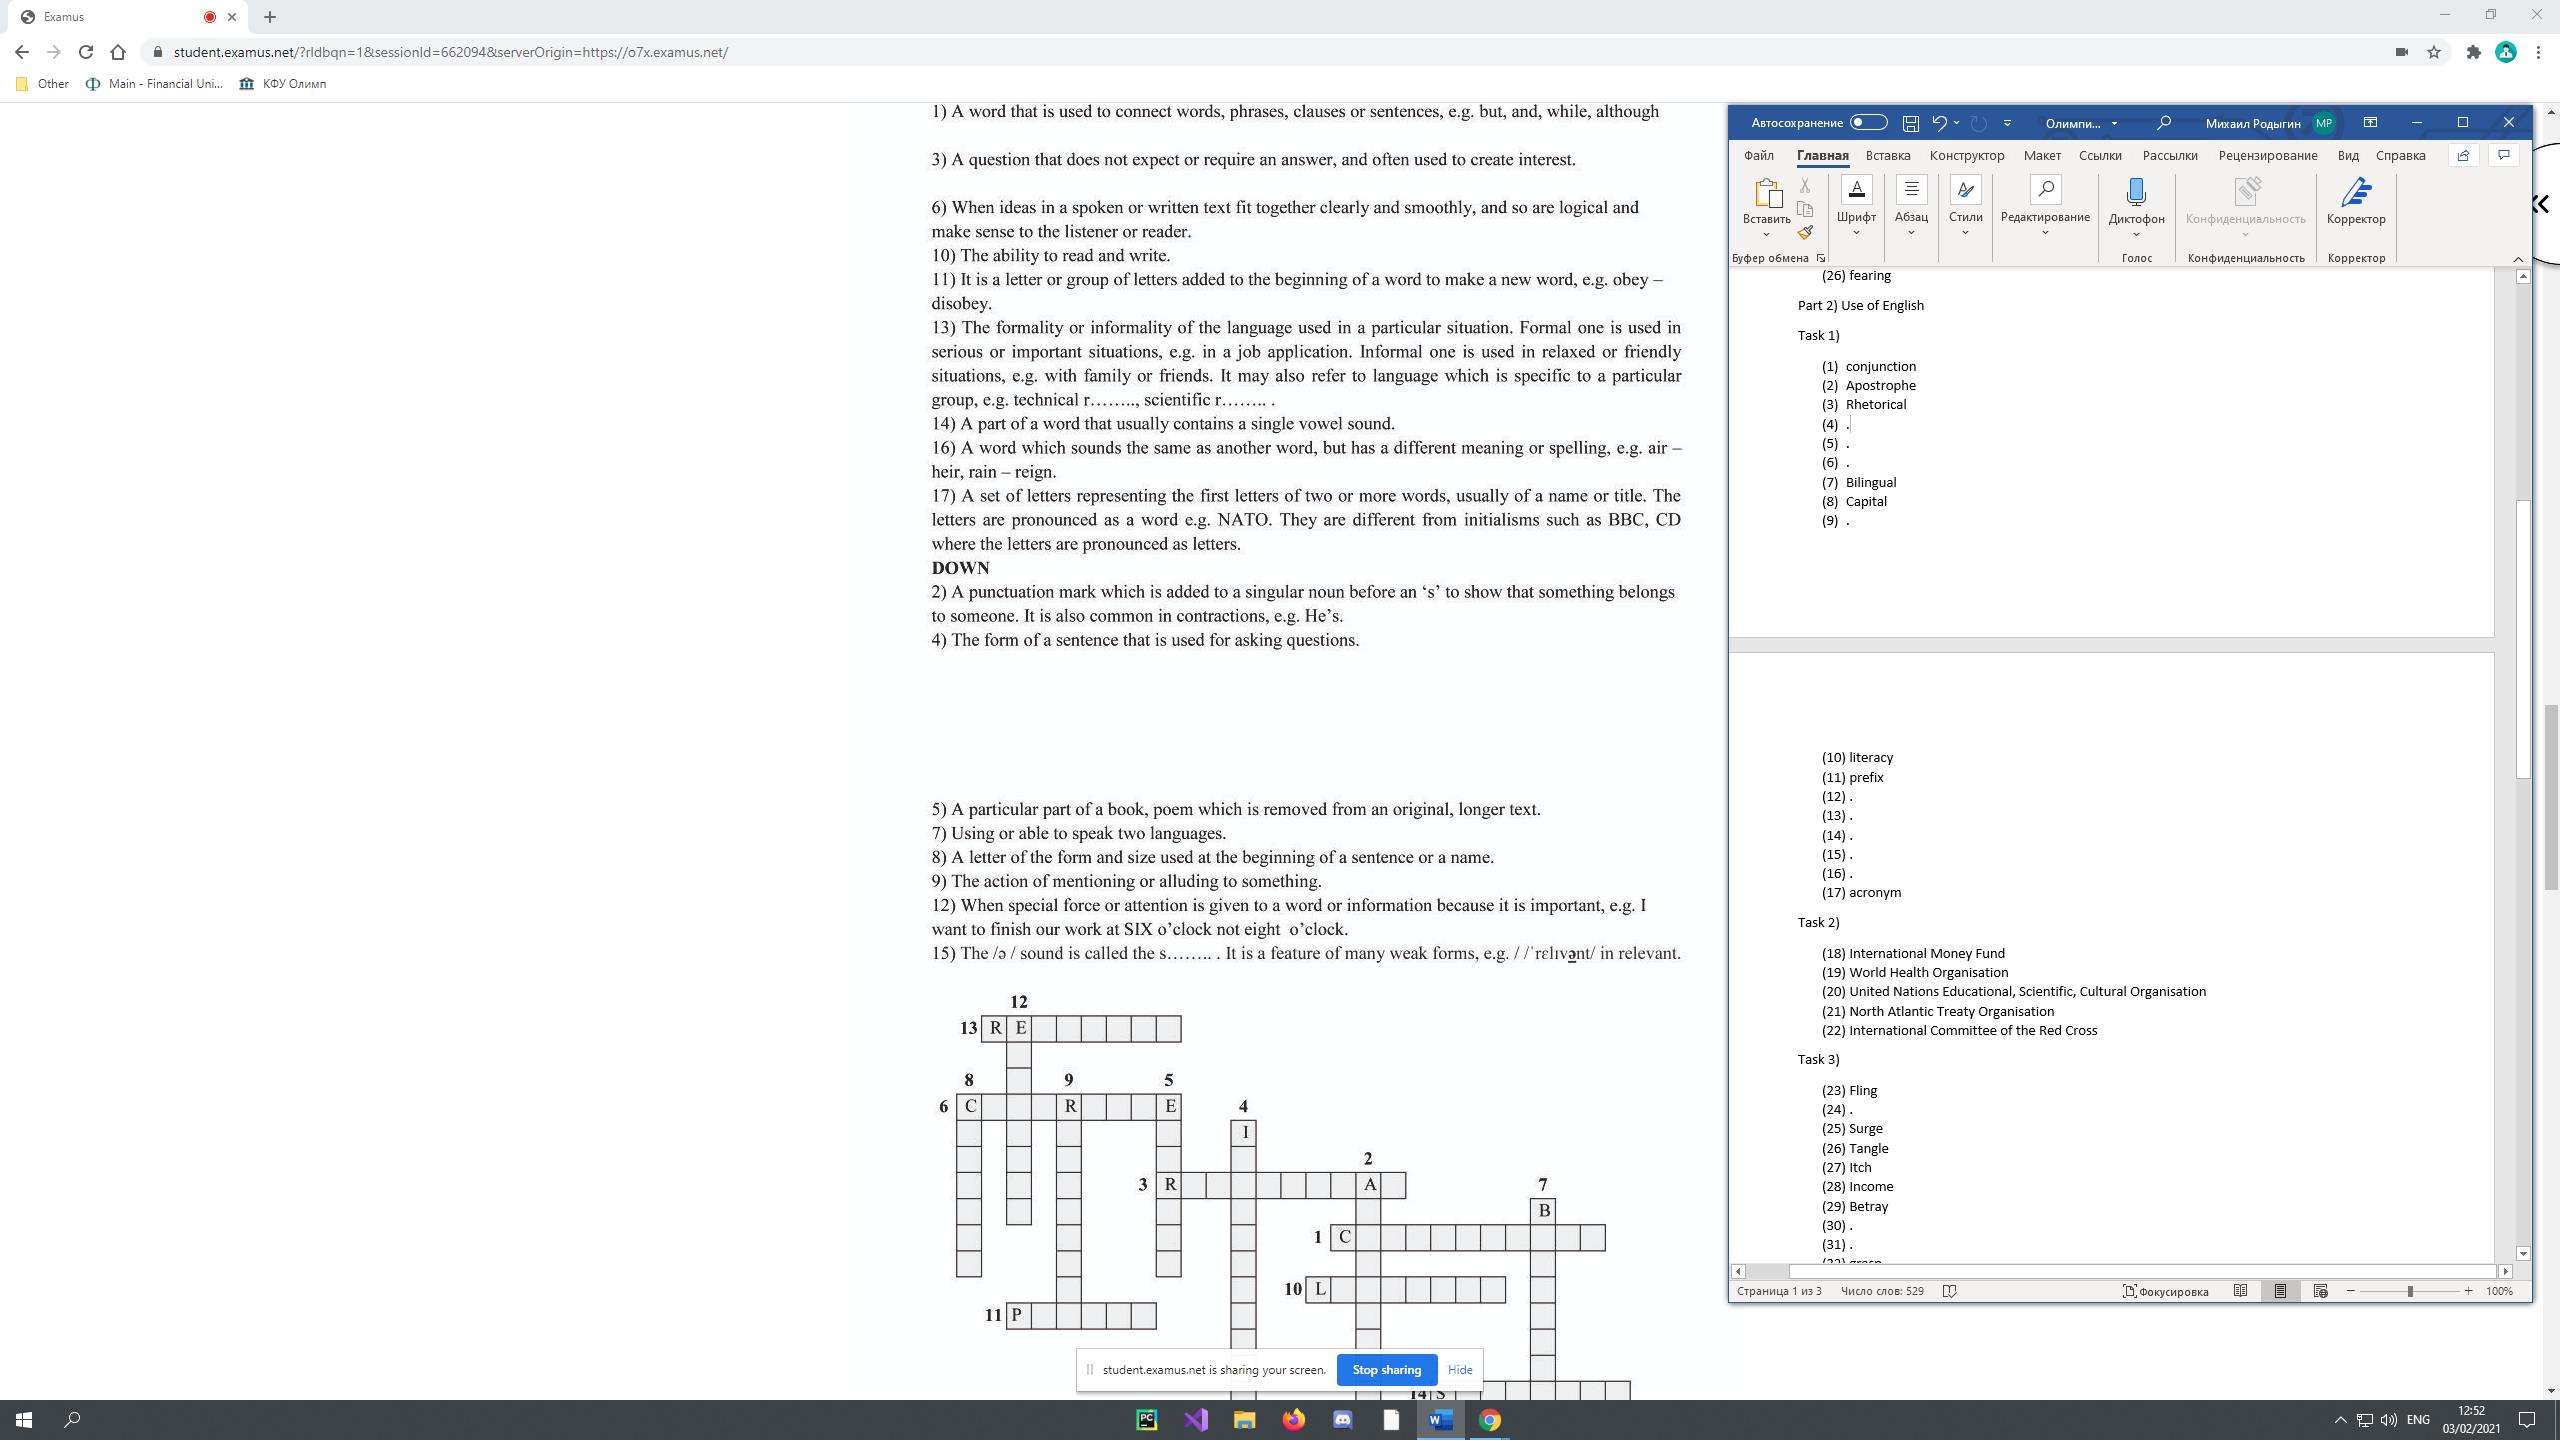 Examus
student.examus.net/?rldbqn=1&sessionId=662094&serverOrigin=https://o7x.examus.net/
Other
Main - Financial Uni...
КФУ Олимп
1) A word that is used to connect words, phrases, clauses or sentences, e.g. but, and, while, although
3) A question that does not expect or require an answer, and often used to create interest.
6) When ideas in a spoken or written text fit together clearly and smoothly, and so are logical and
make sense to the listener or reader.
10) The ability to read and write.
11) It is a letter or group of letters added to the beginning of a word to make a new word, e.g. obey –
disobey.
13) The formality or informality of the language used in a particular situation. Formal one is used in
serious or important situations, e.g. in a job application. Informal one is used in relaxed or friendly
situations, e.g. with family or friends. It may also refer to language which is specific to a particular
group, e.g. technical r…….., scientific r…….. .
14) A part of a word that usually contains a single vowel sound.
16) A word which sounds the same as another word, but has a different meaning or spelling, e.g. air –
heir, rain – reign.
17) A set of letters representing the first letters of two or more words, usually of a name or title. The
letters are pronounced as a word e.g. NATO. They are different from initialisms such as BBC, CD
where the letters are pronounced as letters.
DOWN
2) A punctuation mark which is added to a singular noun before an ‘s’ to show that something belongs
to someone. It is also common in contractions, e.g. He’s.
4) The form of a sentence that is used for asking questions.
5) A particular part of a book, poem which is removed from an original, longer text.
7) Using or able to speak two languages.
8) A letter of the form and size used at the beginning of a sentence or a name.
9) The action of mentioning or alluding to something.
12) When special force or attention is given to a word or information because it is important, e.g. I
want to finish our work at SIX o’clock not eight o’clock.
15) The /ə / sound is called the s…….. . It is a feature of many weak forms, e.g. / /ˈrɛlɪvənt/ in relevant.
12
13 R E
8 9 5
6 C R E 4
I
2
3 R A 7
B
1 C
10 L
11 P
14 S
student.examus.net is sharing your screen.
Stop sharing
Hide
Автосохранение
Олимпи...
Михаил Родыгин
МР
Файл
Главная
Вставка
Конструктор
Макет
Ссылки
Рассылки
Рецензирование
Вид
Справка
Вставить
Шрифт
Абзац
Стили
Редактирование
Диктофон
Конфиденциальность
Корректор
Буфер обмена
Голос
Конфиденциальность
Корректор
(26) fearing
Part 2) Use of English
Task 1)
(1) conjunction
(2) Apostrophe
(3) Rhetorical
(4) .
(5) .
(6) .
(7) Bilingual
(8) Capital
(9) .
(10) literacy
(11) prefix
(12) .
(13) .
(14) .
(15) .
(16) .
(17) acronym
Task 2)
(18) International Money Fund
(19) World Health Organisation
(20) United Nations Educational, Scientific, Cultural Organisation
(21) North Atlantic Treaty Organisation
(22) International Committee of the Red Cross
Task 3)
(23) Fling
(24) .
(25) Surge
(26) Tangle
(27) Itch
(28) Income
(29) Betray
(30) .
(31) .
Страница 1 из 3
Число слов: 529
Фокусировка
100%
ENG
12:52
03/02/2021